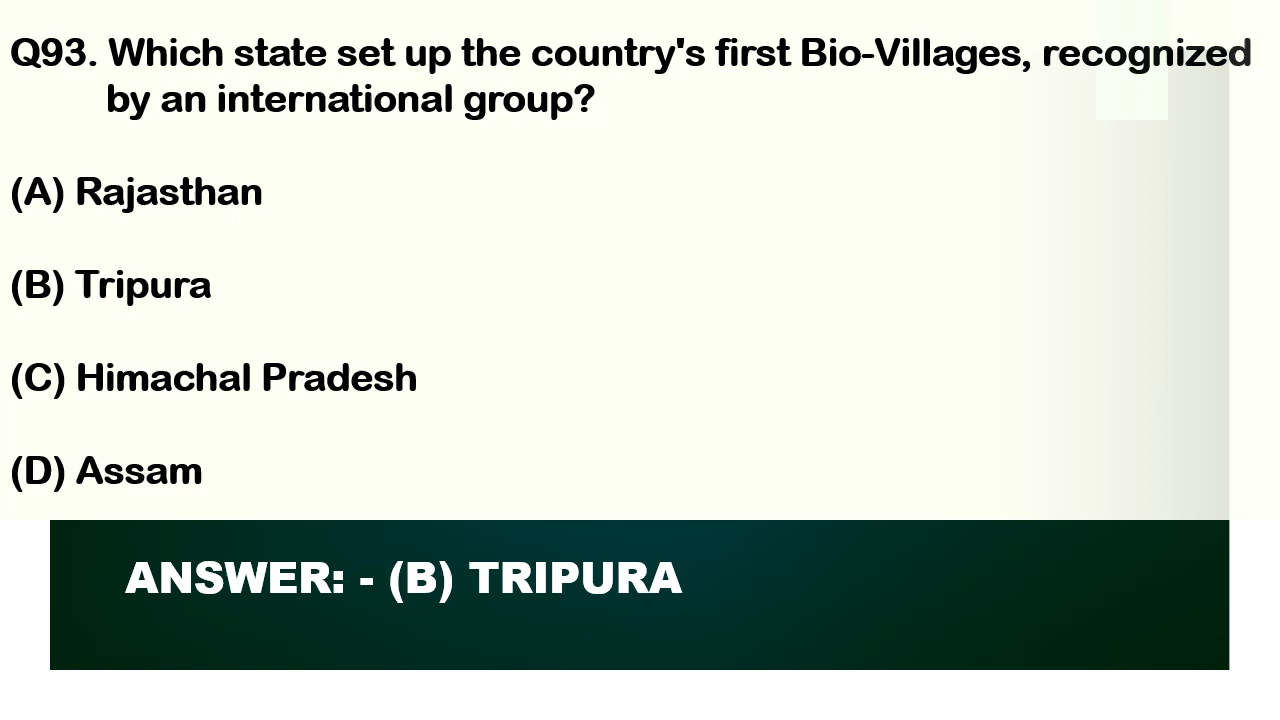 Q93. Which state set up the country's first Bio-Villages, recognized
by an international group?
(A) Rajasthan
(B) Tripura
(C) Himachal Pradesh
(D) Assam
ANSWER: - (B) TRIPURA